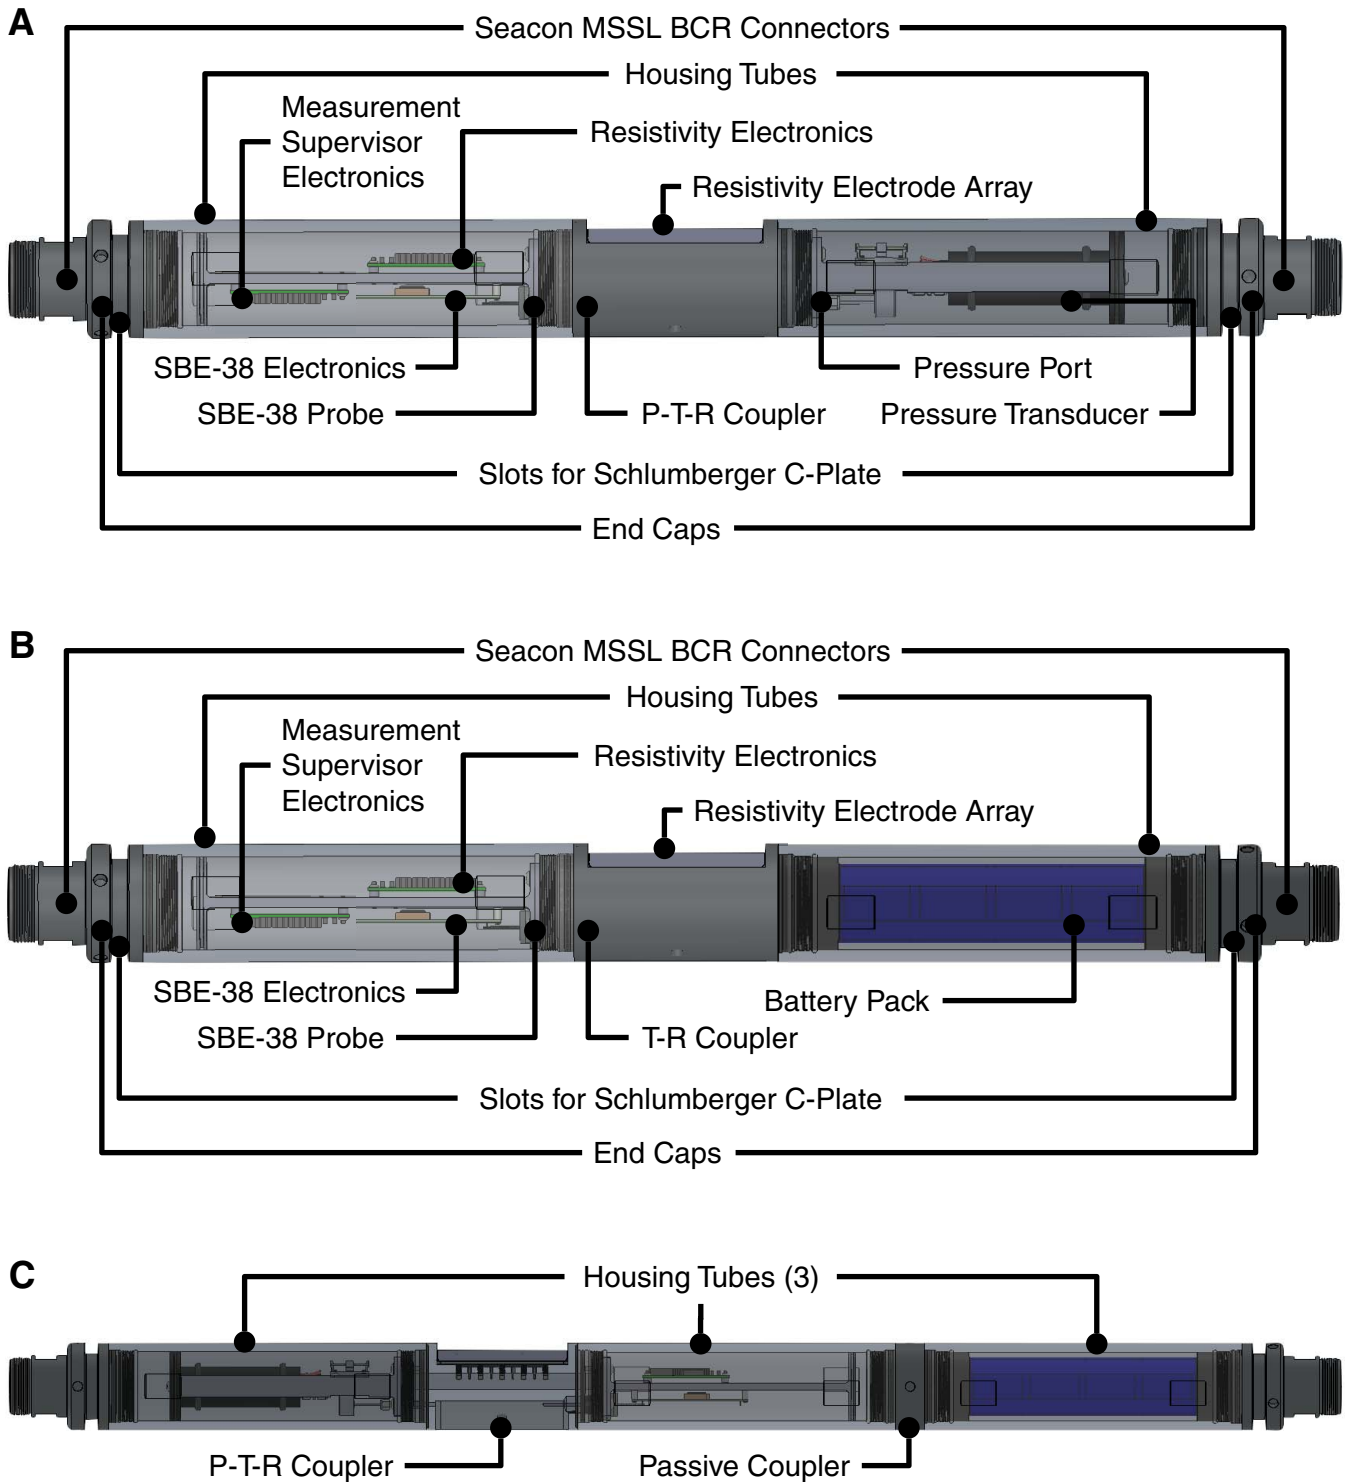 A
Seacon MSSL BCR Connectors
Housing Tubes
Measurement
Supervisor
Electronics
Resistivity Electronics
Resistivity Electrode Array
SBE-38 Electronics
Pressure Port
SBE-38 Probe
P-T-R Coupler
Pressure Transducer
Slots for Schlumberger C-Plate
End Caps
B
Seacon MSSL BCR Connectors
Housing Tubes
Measurement
Supervisor
Electronics
Resistivity Electronics
Resistivity Electrode Array
SBE-38 Electronics
Battery Pack
SBE-38 Probe
T-R Coupler
Slots for Schlumberger C-Plate
End Caps
C
Housing Tubes (3)
P-T-R Coupler
Passive Coupler